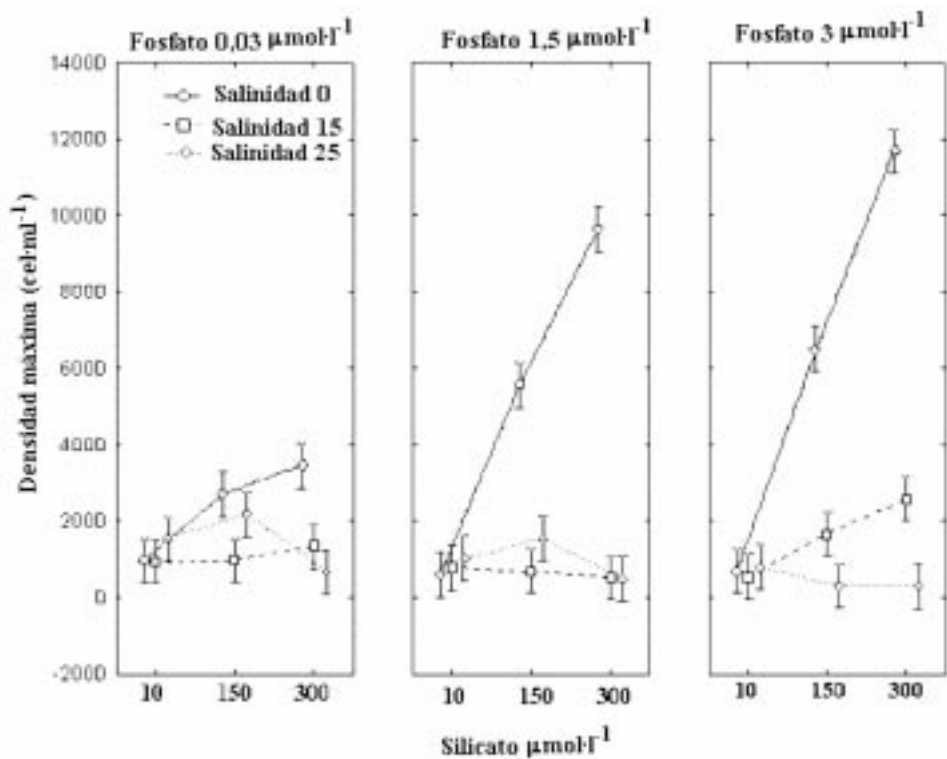 Fosfato 0,03 µmol·l⁻¹
Fosfato 1,5 µmol·l⁻¹
Fosfato 3 µmol·l⁻¹
14000
12000
10000
8000
6000
4000
2000
0
-2000
Salinidad 0
Salinidad 15
Salinidad 25
Densidad máxima (cel·ml⁻¹)
10 150 300
10 150 300
10 150 300
Silicato µmol·l⁻¹